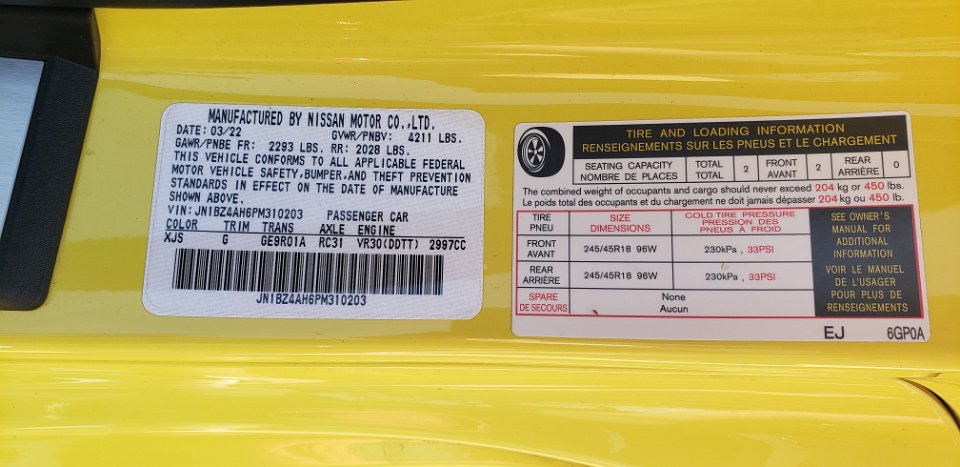 MANUFACTURED BY NISSAN MOTOR CO.,LTD.
DATE: 03/22 GVWR/PNBV: 4211 LBS.
GAWR/PNBE FR: 2293 LBS. RR: 2028 LBS.
THIS VEHICLE CONFORMS TO ALL APPLICABLE FEDERAL
MOTOR VEHICLE SAFETY,BUMPER,AND THEFT PREVENTION
STANDARDS IN EFFECT ON THE DATE OF MANUFACTURE
SHOWN ABOVE.
VIN: JN1BZ4AH6PM310203 PASSENGER CAR
COLOR TRIM TRANS AXLE ENGINE
XJS G GE9R01A RC31 VR30(DDTT) 2997CC
JN1BZ4AH6PM310203
TIRE AND LOADING INFORMATION
RENSEIGNEMENTS SUR LES PNEUS ET LE CHARGEMENT
SEATING CAPACITY TOTAL 2 FRONT 2 REAR 0
NOMBRE DE PLACES TOTAL AVANT ARRIÈRE
The combined weight of occupants and cargo should never exceed 204 kg or 450 lbs.
Le poids total des occupants et du chargement ne doit jamais dépasser 204 kg ou 450 lb.
TIRE SIZE COLD TIRE PRESSURE
PNEU DIMENSIONS PRESSION DES
PNEUS À FROID
FRONT
AVANT 245/45R18 96W 230kPa , 33PSI
REAR
ARRIÈRE 245/45R18 96W 230kPa , 33PSI
SPARE None
DE SECOURS Aucun
SEE OWNER'S
MANUAL FOR
ADDITIONAL
INFORMATION
VOIR LE MANUEL
DE L'USAGER
POUR PLUS DE
RENSEIGNEMENTS
EJ 6GP0A